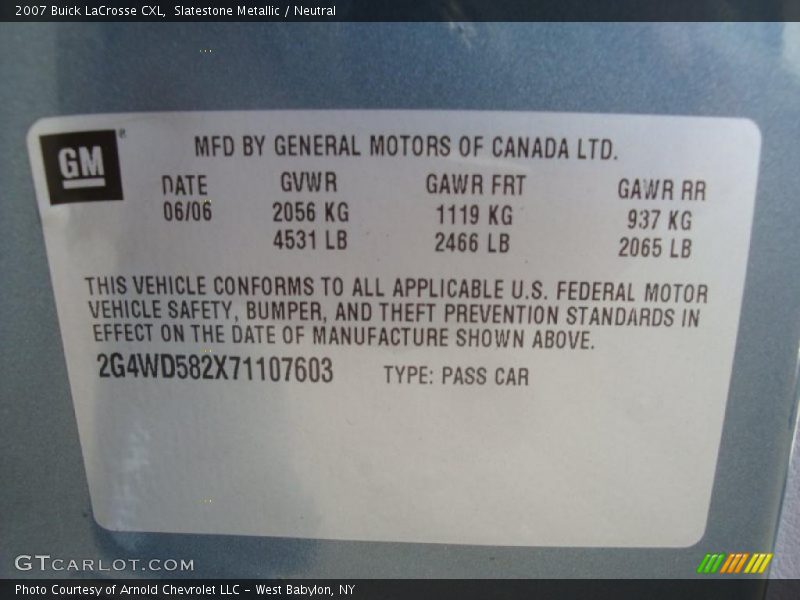 2007 Buick LaCrosse CXL, Slatestone Metallic / Neutral
GM
MFD BY GENERAL MOTORS OF CANADA LTD.
DATE GVWR GAWR FRT GAWR RR
06/06 2056 KG 1119 KG 937 KG
4531 LB 2466 LB 2065 LB
THIS VEHICLE CONFORMS TO ALL APPLICABLE U.S. FEDERAL MOTOR
VEHICLE SAFETY, BUMPER, AND THEFT PREVENTION STANDARDS IN
EFFECT ON THE DATE OF MANUFACTURE SHOWN ABOVE.
2G4WD582X71107603 TYPE: PASS CAR
GTCARLOT.COM
Photo Courtesy of Arnold Chevrolet LLC - West Babylon, NY